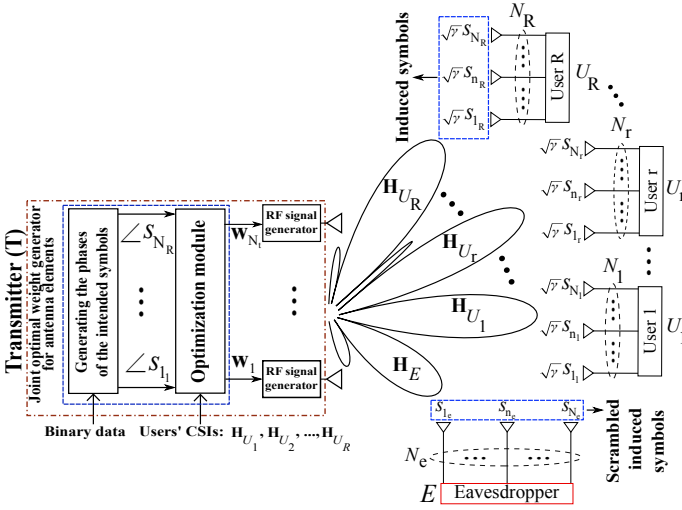 Transmitter (T)
Joint optimal weight generator
for antenna elements
Generating the phases
of the intended symbols
∠S_{N_R}
∠S_{1_1}
Optimization module
W_{N_t}
W_1
RF signal
generator
RF signal
generator
Binary data
Users' CSIs: H_{U_1}, H_{U_2}, ..., H_{U_R}
H_{U_R}
H_{U_r}
H_{U_1}
H_E
Induced symbols
√γ S_{N_R}
√γ S_{n_R}
√γ S_{1_R}
N_R
User R
U_R
√γ S_{N_r}
√γ S_{n_r}
√γ S_{1_r}
N_r
User r
√γ S_{N_1}
√γ S_{n_1}
√γ S_{1_1}
N_1
User 1
S_{1_e}
S_{n_e}
S_{N_e}
Scrambled
induced
symbols
N_e
E
Eavesdropper